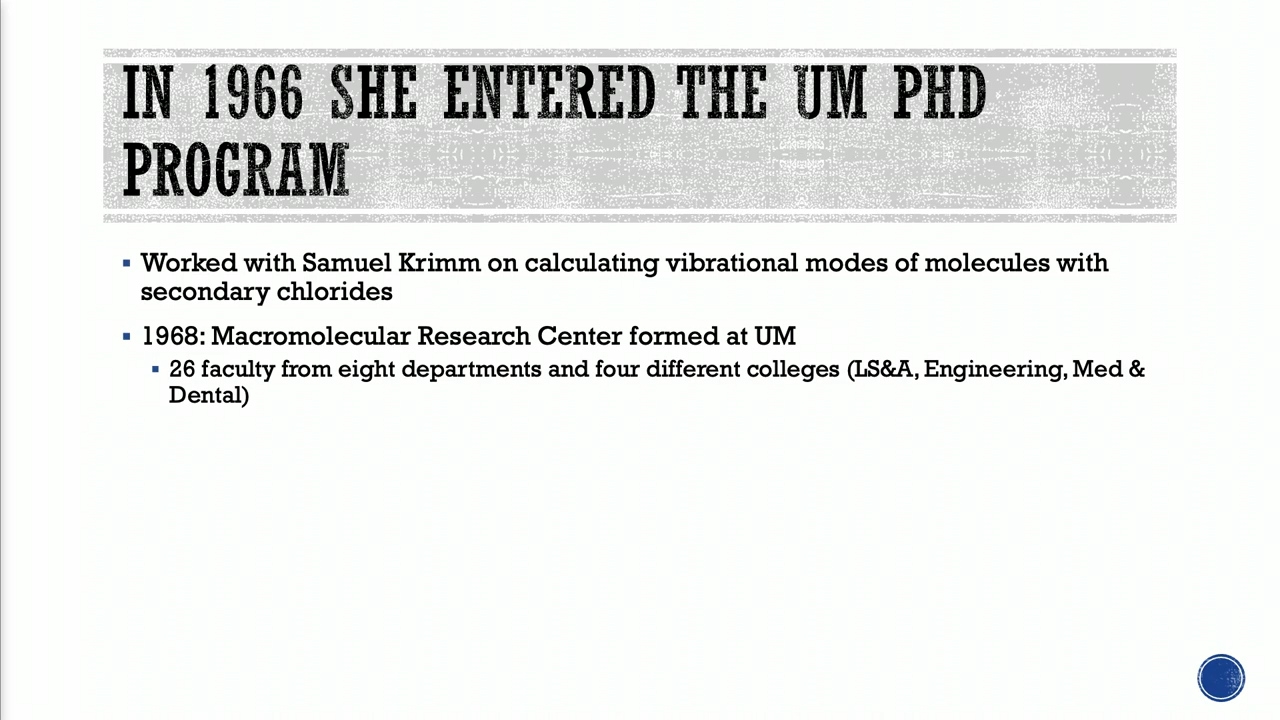 IN 1966 SHE ENTERED THE UM PHD
PROGRAM
▪ Worked with Samuel Krimm on calculating vibrational modes of molecules with
secondary chlorides
▪ 1968: Macromolecular Research Center formed at UM
▪ 26 faculty from eight departments and four different colleges (LS&A, Engineering, Med &
Dental)